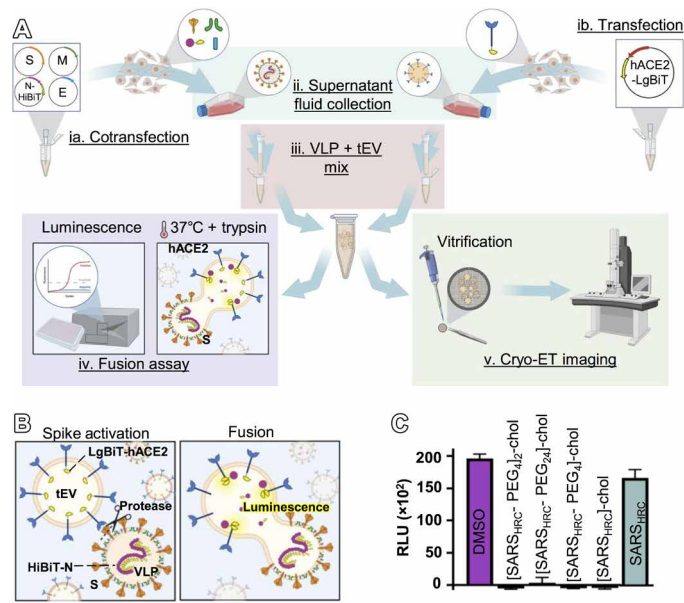 A
S
M
N-
HiBiT
E
ia. Cotransfection
ii. Supernatant
fluid collection
ib. Transfection
hACE2
-LgBiT
iii. VLP + tEV
mix
Luminescence
37°C + trypsin
hACE2
S
iv. Fusion assay
Vitrification
v. Cryo-ET imaging
B
Spike activation
LgBiT-hACE2
tEV
Protease
HiBiT-N
S
VLP
Fusion
Luminescence
C
RLU (×10²)
200
150
100
50
0
DMSO
[SARSHRC- PEG4]2-chol
H[SARSHRC- PEG24]-chol
[SARSHRC- PEG4]-chol
[SARSHRC]-chol
SARSHRC